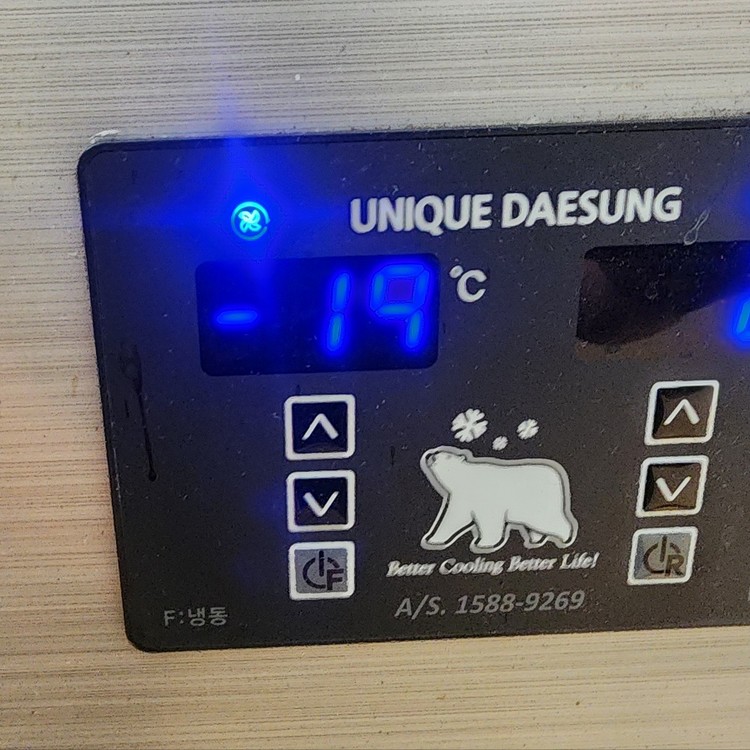 UNIQUE DAESUNG
-19 °C
F
R
Better Cooling Better Life!
A/S. 1588-9269
F:냉동